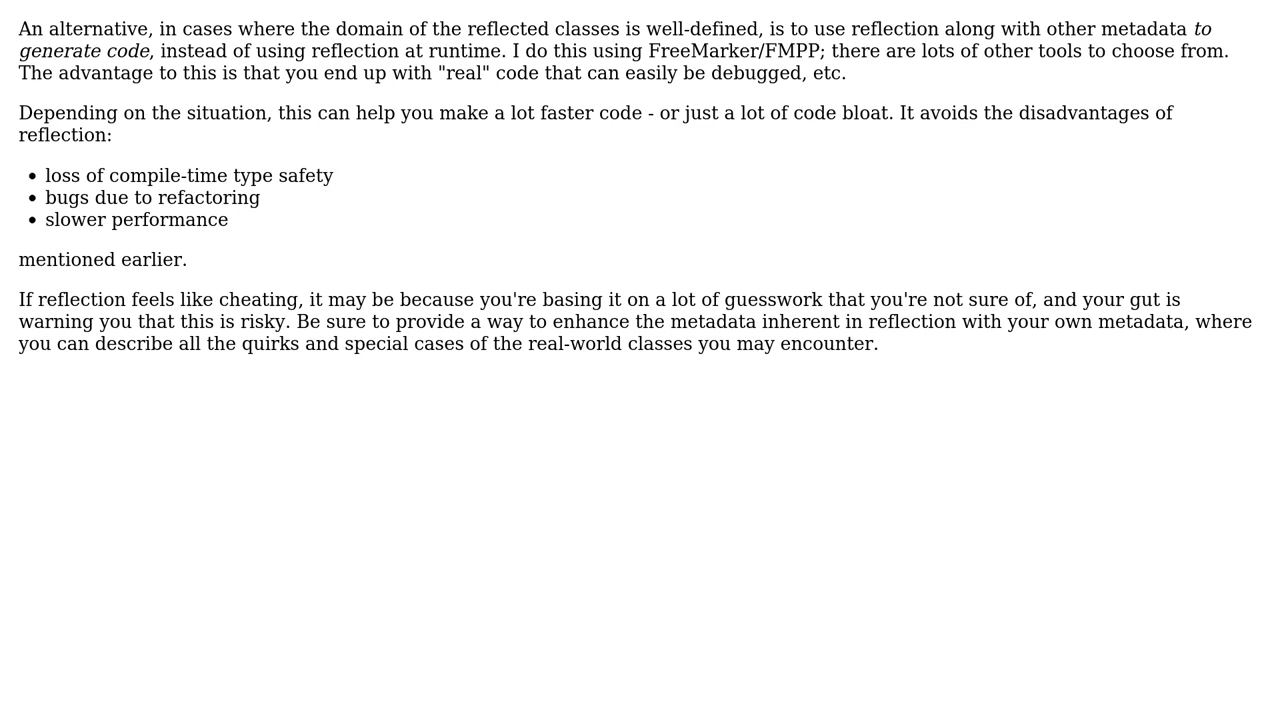 An alternative, in cases where the domain of the reflected classes is well-defined, is to use reflection along with other metadata to
generate code, instead of using reflection at runtime. I do this using FreeMarker/FMPP; there are lots of other tools to choose from.
The advantage to this is that you end up with "real" code that can easily be debugged, etc.
Depending on the situation, this can help you make a lot faster code - or just a lot of code bloat. It avoids the disadvantages of
reflection:
• loss of compile-time type safety
• bugs due to refactoring
• slower performance
mentioned earlier.
If reflection feels like cheating, it may be because you're basing it on a lot of guesswork that you're not sure of, and your gut is
warning you that this is risky. Be sure to provide a way to enhance the metadata inherent in reflection with your own metadata, where
you can describe all the quirks and special cases of the real-world classes you may encounter.